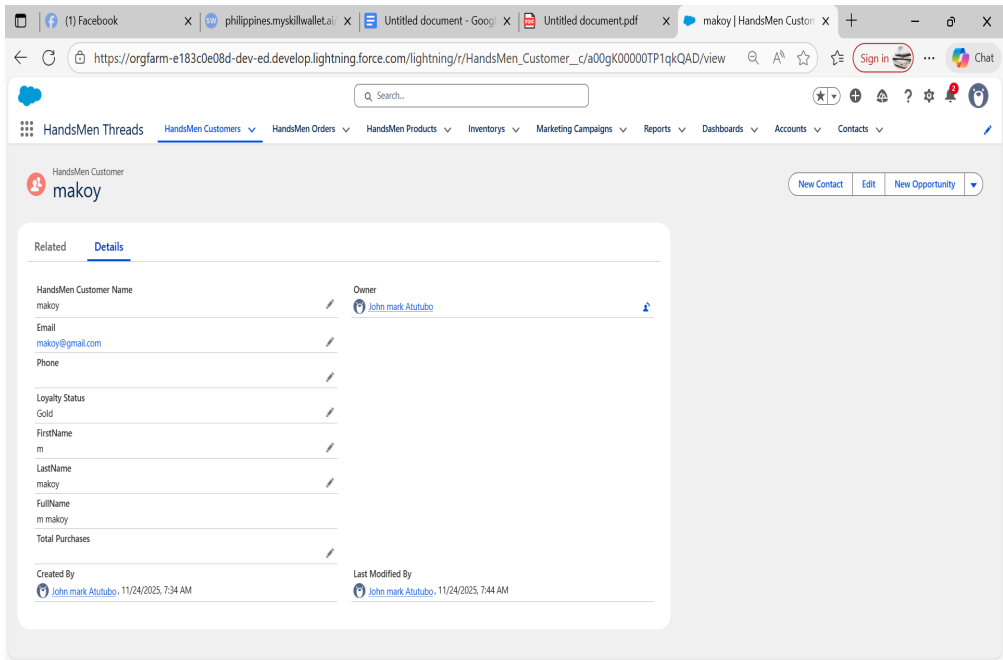 (1) Facebook
philippines.myskillwallet.ai/
Untitled document - Goog
Untitled document.pdf
makoy | HandsMen Custom
https://orgfarm-e183c0e08d-dev-ed.develop.lightning.force.com/lightning/r/HandsMen_Customer__c/a00gK00000TP1qkQAD/view
Sign in
Chat
Search...
2
HandsMen Threads
HandsMen Customers
HandsMen Orders
HandsMen Products
Inventorys
Marketing Campaigns
Reports
Dashboards
Accounts
Contacts
HandsMen Customer
makoy
New Contact
Edit
New Opportunity
Related
Details
HandsMen Customer Name
makoy
Owner
John mark Atutubo
Email
makoy@gmail.com
Phone
Loyalty Status
Gold
FirstName
m
LastName
makoy
FullName
m makoy
Total Purchases
Created By
John mark Atutubo, 11/24/2025, 7:34 AM
Last Modified By
John mark Atutubo, 11/24/2025, 7:44 AM